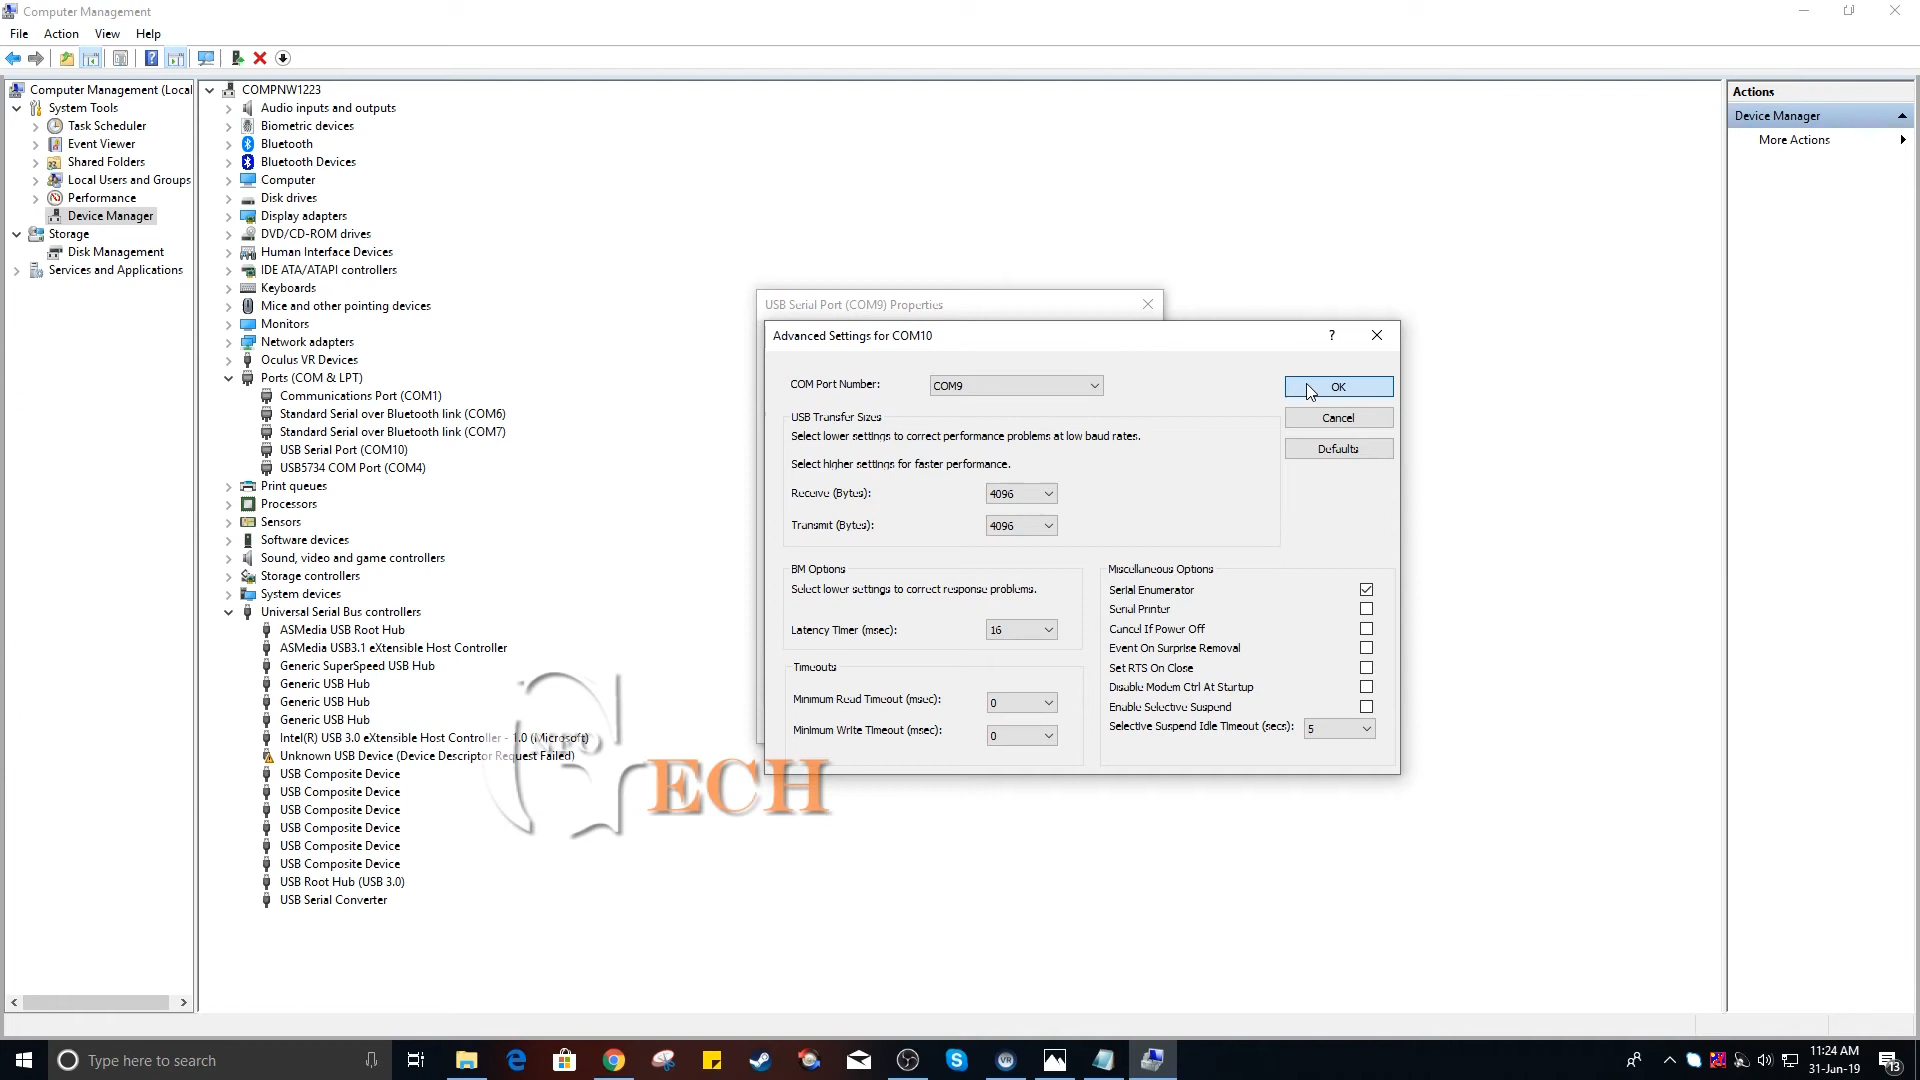 Computer Management
File Action View Help
Computer Management (Local
System Tools
Task Scheduler
Event Viewer
Shared Folders
Local Users and Groups
Performance
Device Manager
Storage
Disk Management
Services and Applications
COMPNW1223
Audio inputs and outputs
Biometric devices
Bluetooth
Bluetooth Devices
Computer
Disk drives
Display adapters
DVD/CD-ROM drives
Human Interface Devices
IDE ATA/ATAPI controllers
Keyboards
Mice and other pointing devices
Monitors
Network adapters
Oculus VR Devices
Ports (COM & LPT)
Communications Port (COM1)
Standard Serial over Bluetooth link (COM6)
Standard Serial over Bluetooth link (COM7)
USB Serial Port (COM10)
USB5734 COM Port (COM4)
Print queues
Processors
Sensors
Software devices
Sound, video and game controllers
Storage controllers
System devices
Universal Serial Bus controllers
ASMedia USB Root Hub
ASMedia USB3.1 eXtensible Host Controller
Generic SuperSpeed USB Hub
Generic USB Hub
Generic USB Hub
Generic USB Hub
Intel(R) USB 3.0 eXtensible Host Controller - 1.0 (Microsoft)
Unknown USB Device (Device Descriptor Request Failed)
USB Composite Device
USB Composite Device
USB Composite Device
USB Composite Device
USB Composite Device
USB Composite Device
USB Root Hub (USB 3.0)
USB Serial Converter
USB Serial Port (COM9) Properties
Advanced Settings for COM10
?
COM Port Number: COM9
OK
Cancel
Defaults
USB Transfer Sizes
Select lower settings to correct performance problems at low baud rates.
Select higher settings for faster performance.
Receive (Bytes): 4096
Transmit (Bytes): 4096
BM Options
Select lower settings to correct response problems.
Latency Timer (msec): 16
Timeouts
Minimum Read Timeout (msec): 0
Minimum Write Timeout (msec): 0
Miscellaneous Options
Serial Enumerator
Serial Printer
Cancel If Power Off
Event On Surprise Removal
Set RTS On Close
Disable Modem Ctrl At Startup
Enable Selective Suspend
Selective Suspend Idle Timeout (secs): 5
Actions
Device Manager
More Actions
ECH
Type here to search
VR
11:24 AM
31-Jun-19
13